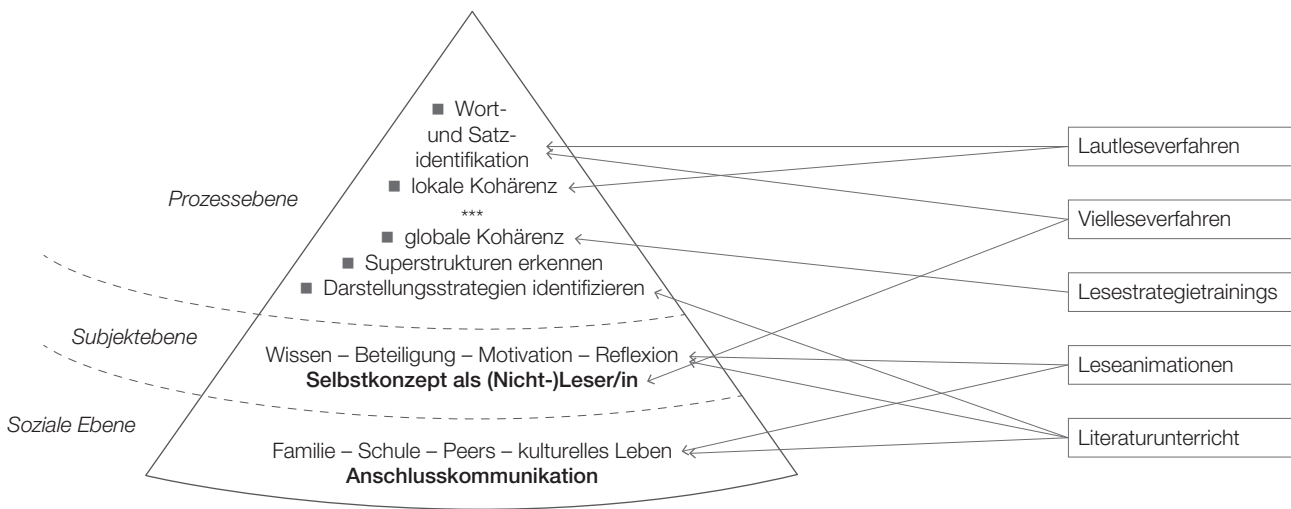 ■ Wort-
und Satz-
identifikation
■ lokale Kohärenz
***
■ globale Kohärenz
■ Superstrukturen erkennen
■ Darstellungsstrategien identifizieren
Prozessebene
Subjektebene
Wissen – Beteiligung – Motivation – Reflexion
Selbstkonzept als (Nicht-)Leser/in
Soziale Ebene
Familie – Schule – Peers – kulturelles Leben
Anschlusskommunikation
Lautleseverfahren
Vielleseverfahren
Lesestrategietrainings
Leseanimationen
Literaturunterricht